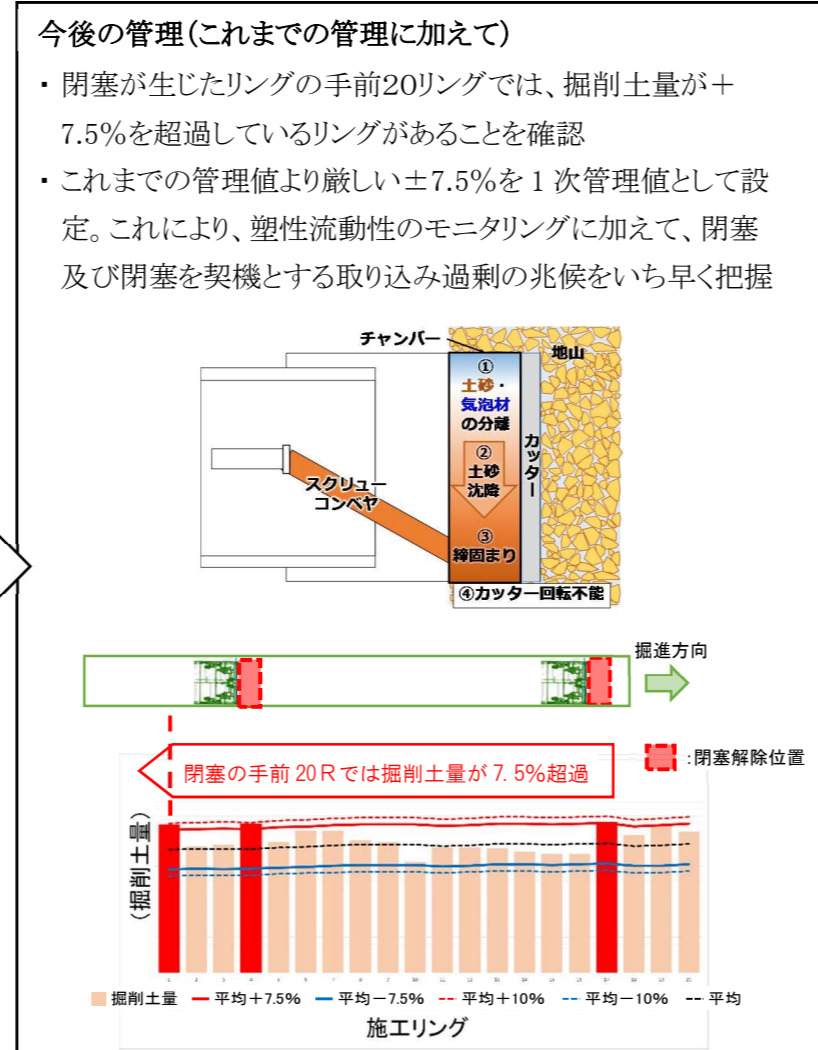 今後の管理(これまでの管理に加えて)
・ 閉塞が生じたリングの手前20リングでは、掘削土量が＋
7.5%を超過しているリングがあることを確認
・ これまでの管理値より厳しい±7.5%を１次管理値として設
定。これにより、塑性流動性のモニタリングに加えて、閉塞
及び閉塞を契機とする取り込み過剰の兆候をいち早く把握
チャンバー
地山
①
土砂・
気泡材
の分離
②
土砂
沈降
③
締固まり
カッター
スクリュー
コンベヤ
④カッター回転不能
掘進方向
:閉塞解除位置
閉塞の手前20Rでは掘削土量が7.5%超過
(掘削土量)
掘削土量 平均＋7.5% 平均－7.5% 平均＋10% 平均－10% 平均
施工リング